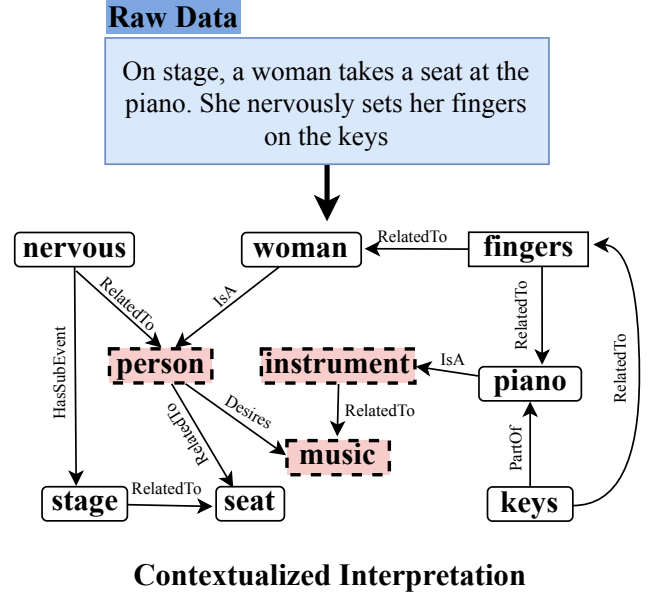 Raw Data
On stage, a woman takes a seat at the
piano. She nervously sets her fingers
on the keys
nervous
woman
RelatedTo
fingers
RelatedTo
IsA
RelatedTo
RelatedTo
HasSubEvent
person
instrument
IsA
piano
Desires
RelatedTo
RelatedTo
PartOf
music
stage
RelatedTo
seat
keys
Contextualized Interpretation